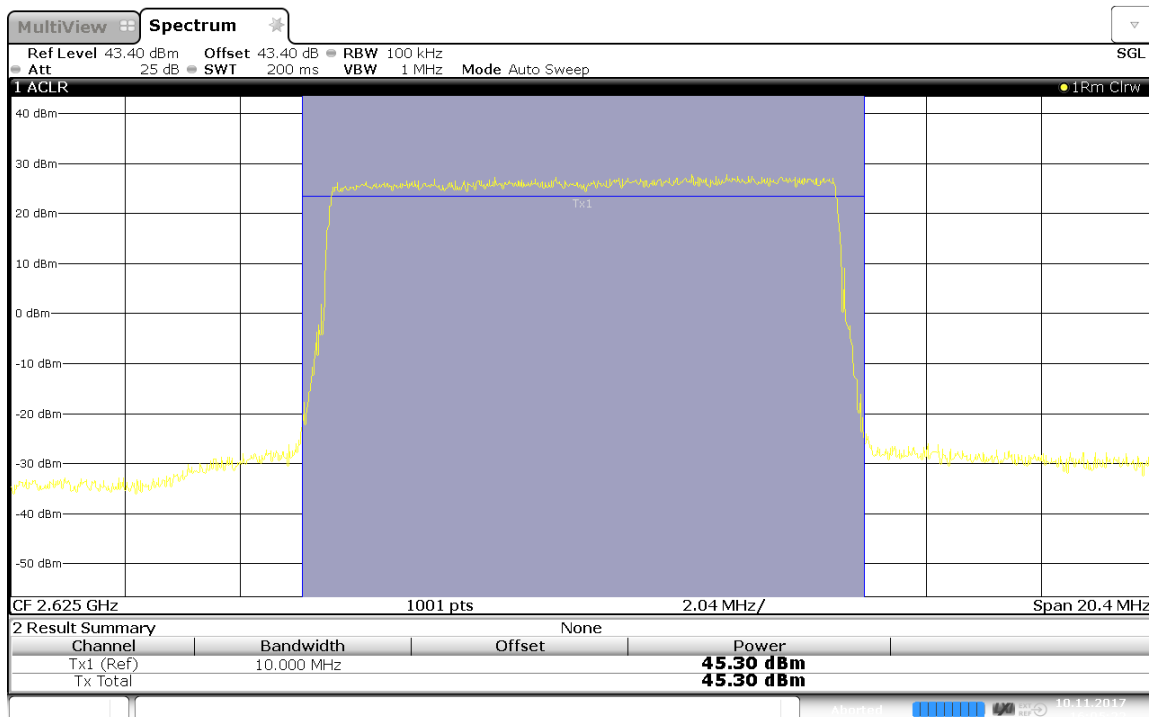 MultiView Spectrum
Ref Level 43.40 dBm Offset 43.40 dB RBW 100 kHz SGL
Att 25 dB SWT 200 ms VBW 1 MHz Mode Auto Sweep
1 ACLR 1Rm Clrw
40 dBm
30 dBm
20 dBm
Tx1
10 dBm
0 dBm
-10 dBm
-20 dBm
-30 dBm
-40 dBm
-50 dBm
CF 2.625 GHz 1001 pts 2.04 MHz/ Span 20.4 MHz
2 Result Summary None
Channel Bandwidth Offset Power
Tx1 (Ref) 10.000 MHz 45.30 dBm
Tx Total 45.30 dBm
Aborted 10.11.2017